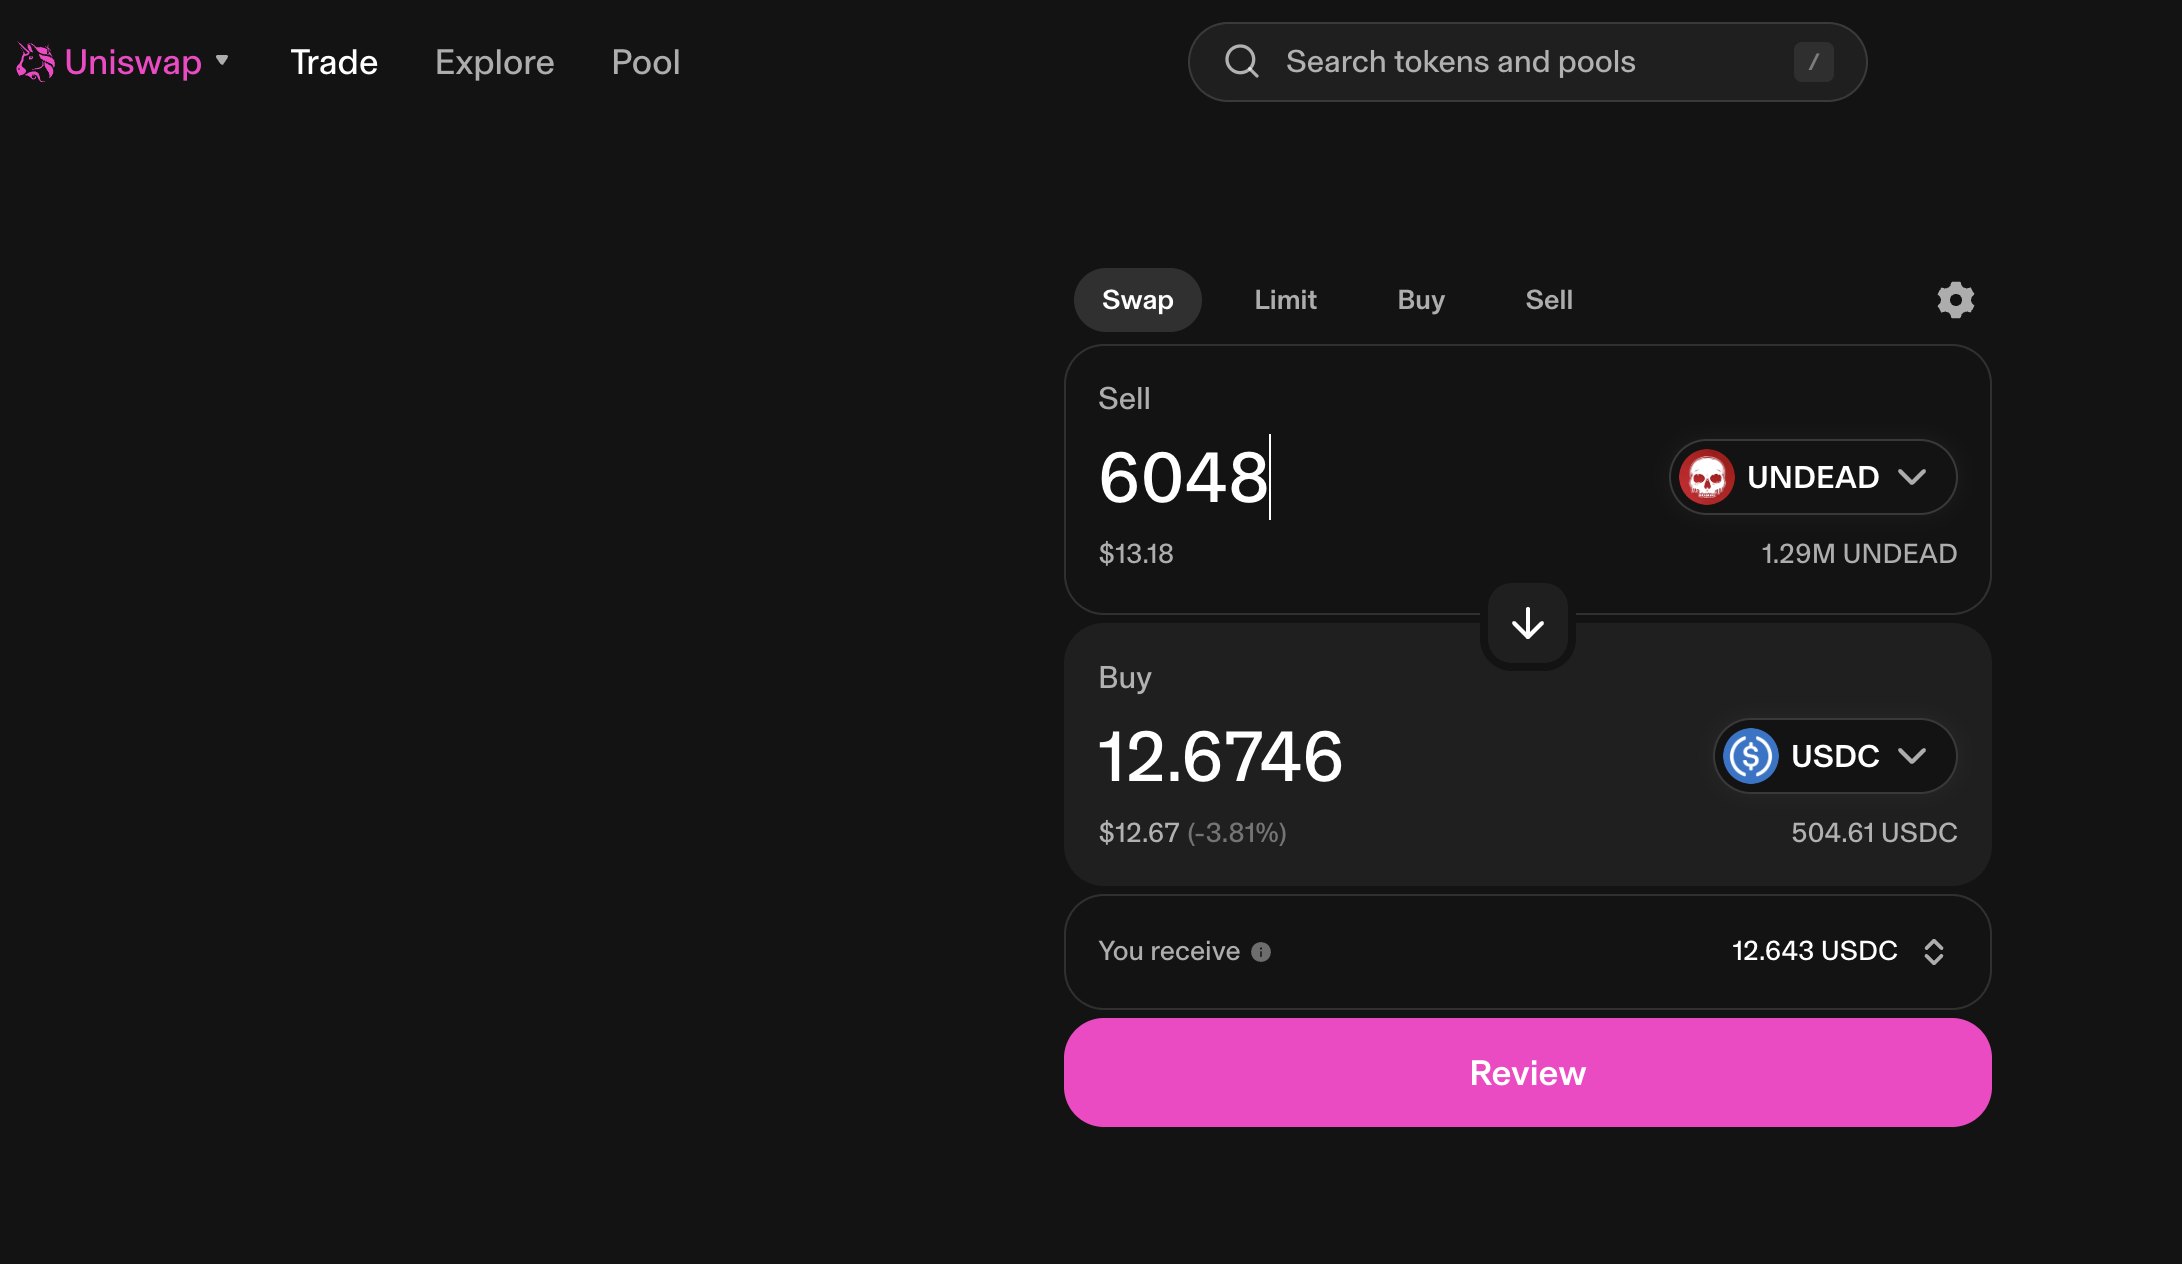 Uniswap Trade Explore Pool Search tokens and pools /
Swap Limit Buy Sell
Sell
6048 UNDEAD
$13.18 1.29M UNDEAD
Buy
12.6746 USDC
$12.67 (-3.81%) 504.61 USDC
You receive 12.643 USDC
Review